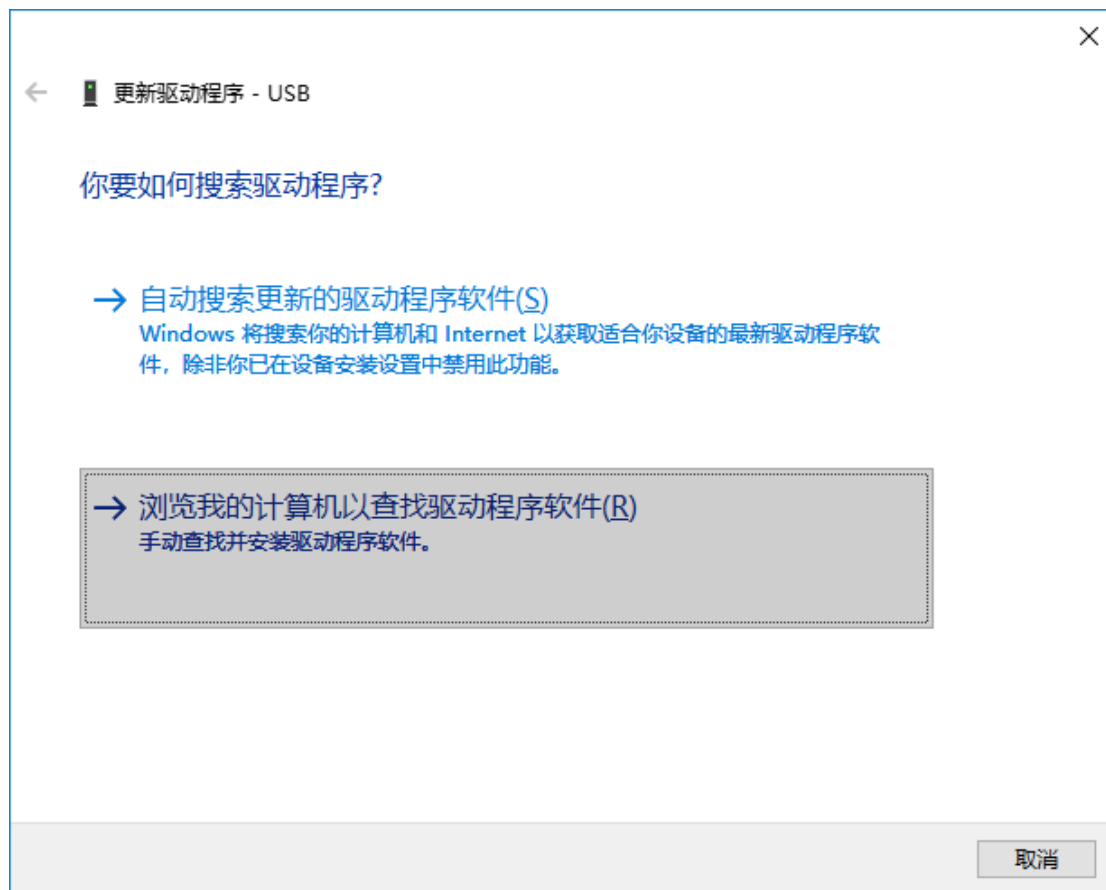 更新驱动程序 - USB
你要如何搜索驱动程序?
自动搜索更新的驱动程序软件(S)
Windows 将搜索你的计算机和 Internet 以获取适合你设备的最新驱动程序软
件，除非你已在设备安装设置中禁用此功能。
浏览我的计算机以查找驱动程序软件(R)
手动查找并安装驱动程序软件。
取消